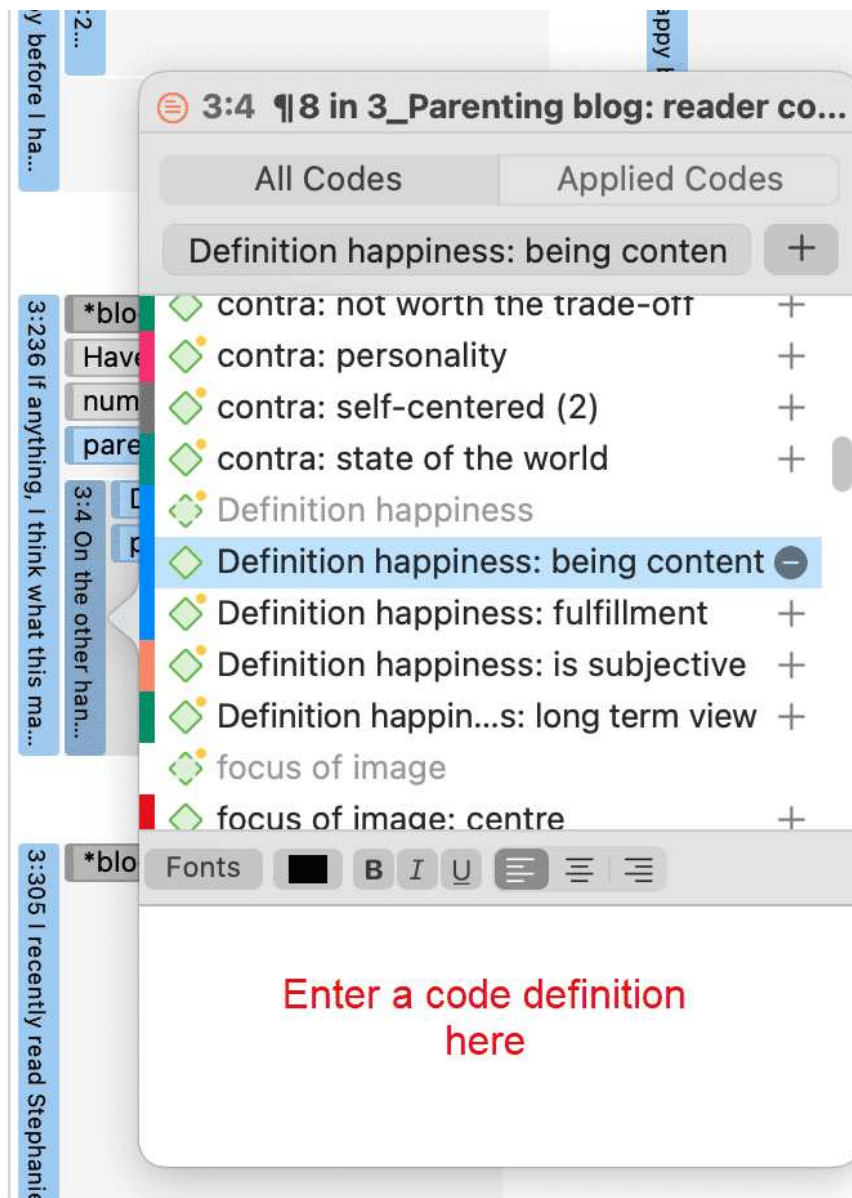 y before I ha...
:2...
appy
3:4 ¶8 in 3_Parenting blog: reader co...
All Codes
Applied Codes
Definition happiness: being conten
+
contra: not worth the trade-off +
contra: personality +
contra: self-centered (2) +
contra: state of the world +
Definition happiness
Definition happiness: being content
Definition happiness: fulfillment +
Definition happiness: is subjective +
Definition happin...s: long term view +
focus of image
focus of image: centre +
3:236 If anything, I think what this ma...
*blo
Have
num
pare
3:4 On the other han...
D
p
3:305 I recently read Stephanie
*blo
Fonts
B I U
Enter a code definition
here